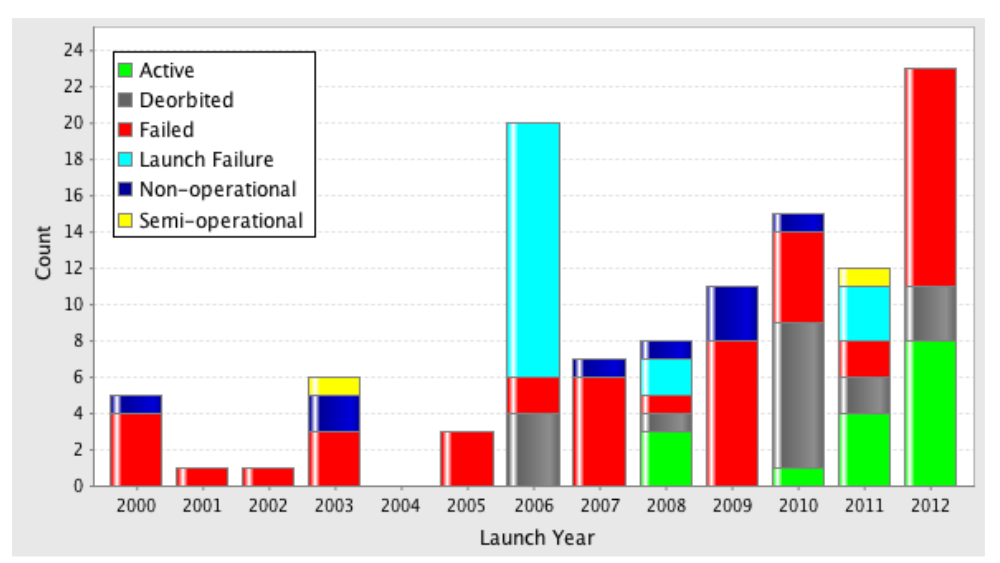 24
22
20
18
16
14
12
10
8
6
4
2
0
Count
Active
Deorbited
Failed
Launch Failure
Non-operational
Semi-operational
2000 2001 2002 2003 2004 2005 2006 2007 2008 2009 2010 2011 2012
Launch Year